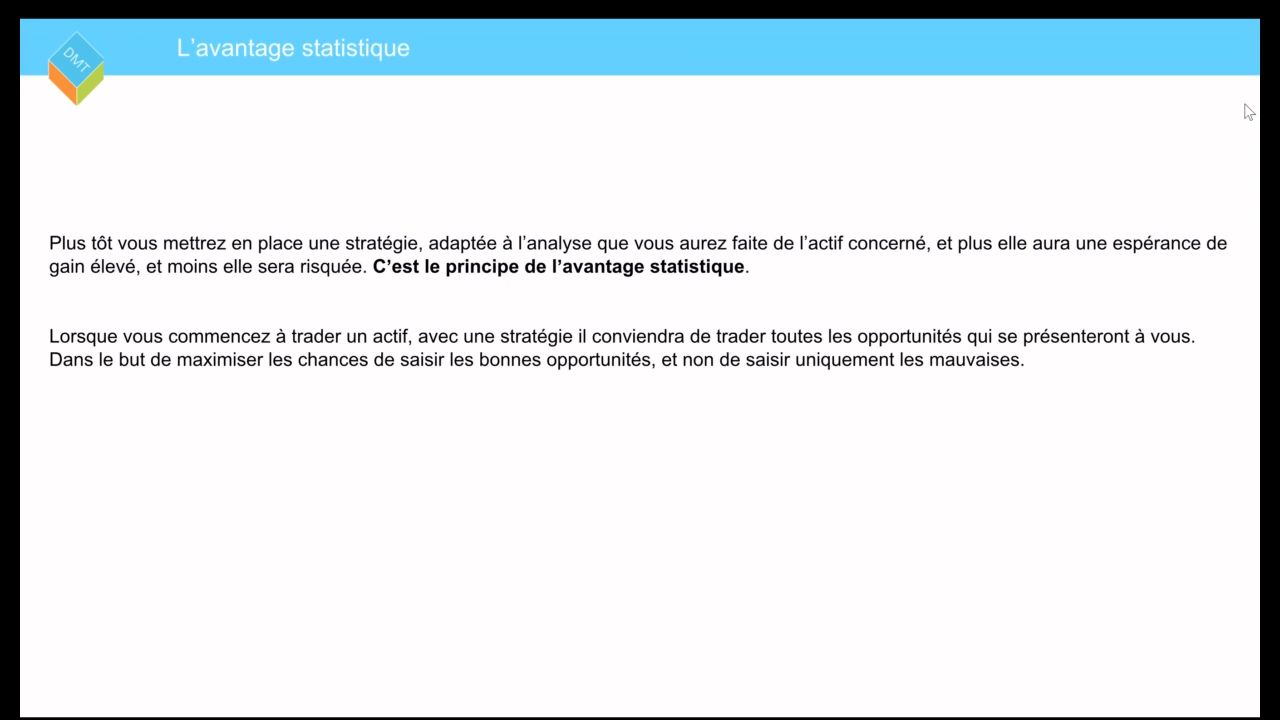 DMT
L’avantage statistique
Plus tôt vous mettrez en place une stratégie, adaptée à l’analyse que vous aurez faite de l’actif concerné, et plus elle aura une espérance de
gain élevé, et moins elle sera risquée. C’est le principe de l’avantage statistique.
Lorsque vous commencez à trader un actif, avec une stratégie il conviendra de trader toutes les opportunités qui se présenteront à vous.
Dans le but de maximiser les chances de saisir les bonnes opportunités, et non de saisir uniquement les mauvaises.